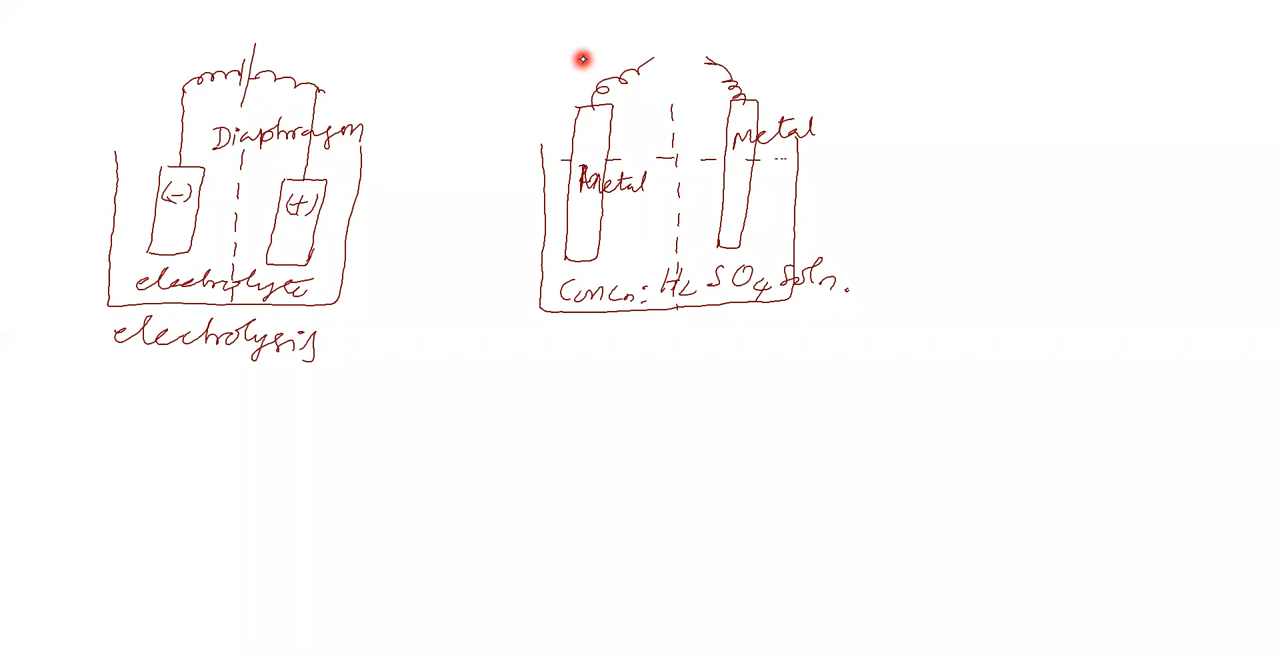 Diaphragm
(-)
(+)
electrolyte
electrolysis
Metal
Metal
Concn: H2SO4 Soln.